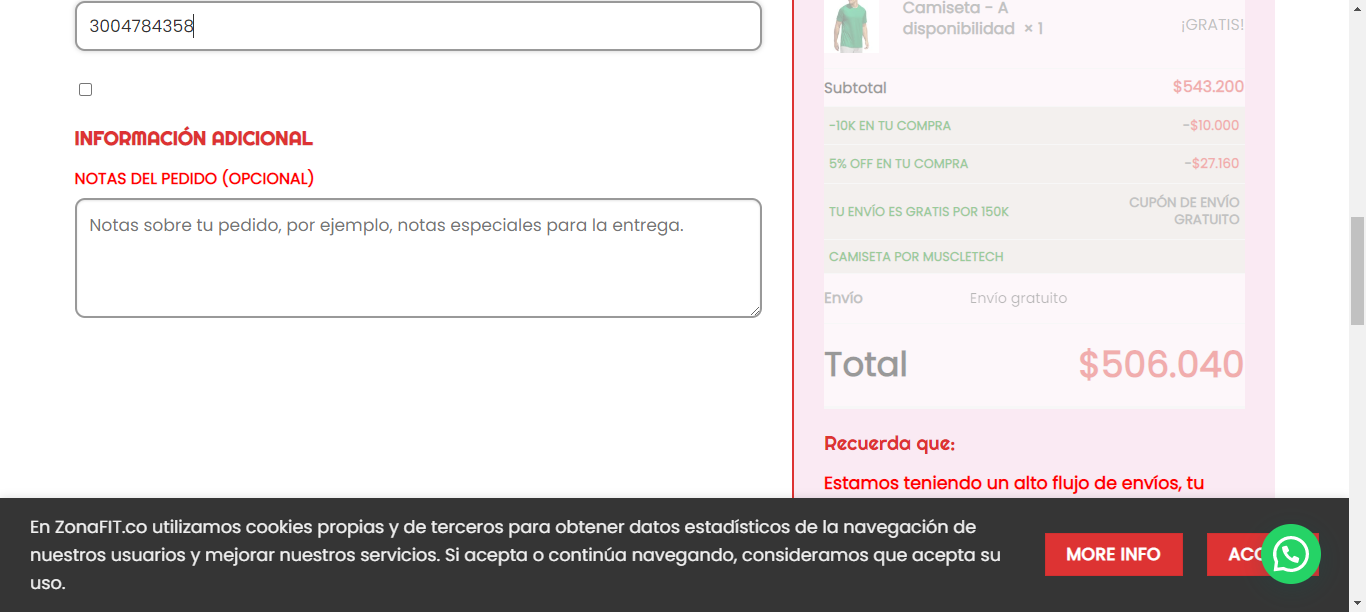 3004784358
INFORMACIÓN ADICIONAL
NOTAS DEL PEDIDO (OPCIONAL)
Notas sobre tu pedido, por ejemplo, notas especiales para la entrega.
Camiseta - A
disponibilidad × 1
¡GRATIS!
Subtotal $543.200
-10K EN TU COMPRA -$10.000
5% OFF EN TU COMPRA -$27.160
TU ENVÍO ES GRATIS POR 150K
CUPÓN DE ENVÍO
GRATUITO
CAMISETA POR MUSCLETECH
Envío Envío gratuito
Total $506.040
Recuerda que:
Estamos teniendo un alto flujo de envíos, tu
En ZonaFIT.co utilizamos cookies propias y de terceros para obtener datos estadísticos de la navegación de
nuestros usuarios y mejorar nuestros servicios. Si acepta o continúa navegando, consideramos que acepta su
uso.
MORE INFO